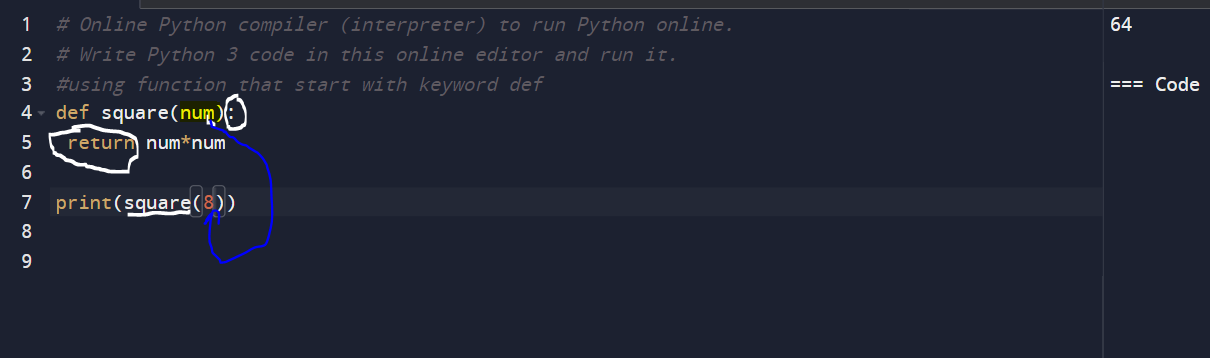 1 # Online Python compiler (interpreter) to run Python online.
2 # Write Python 3 code in this online editor and run it.
3 #using function that start with keyword def
4 def square(num):
5  return num*num
6
7 print(square(8))
8
9
64
=== Code